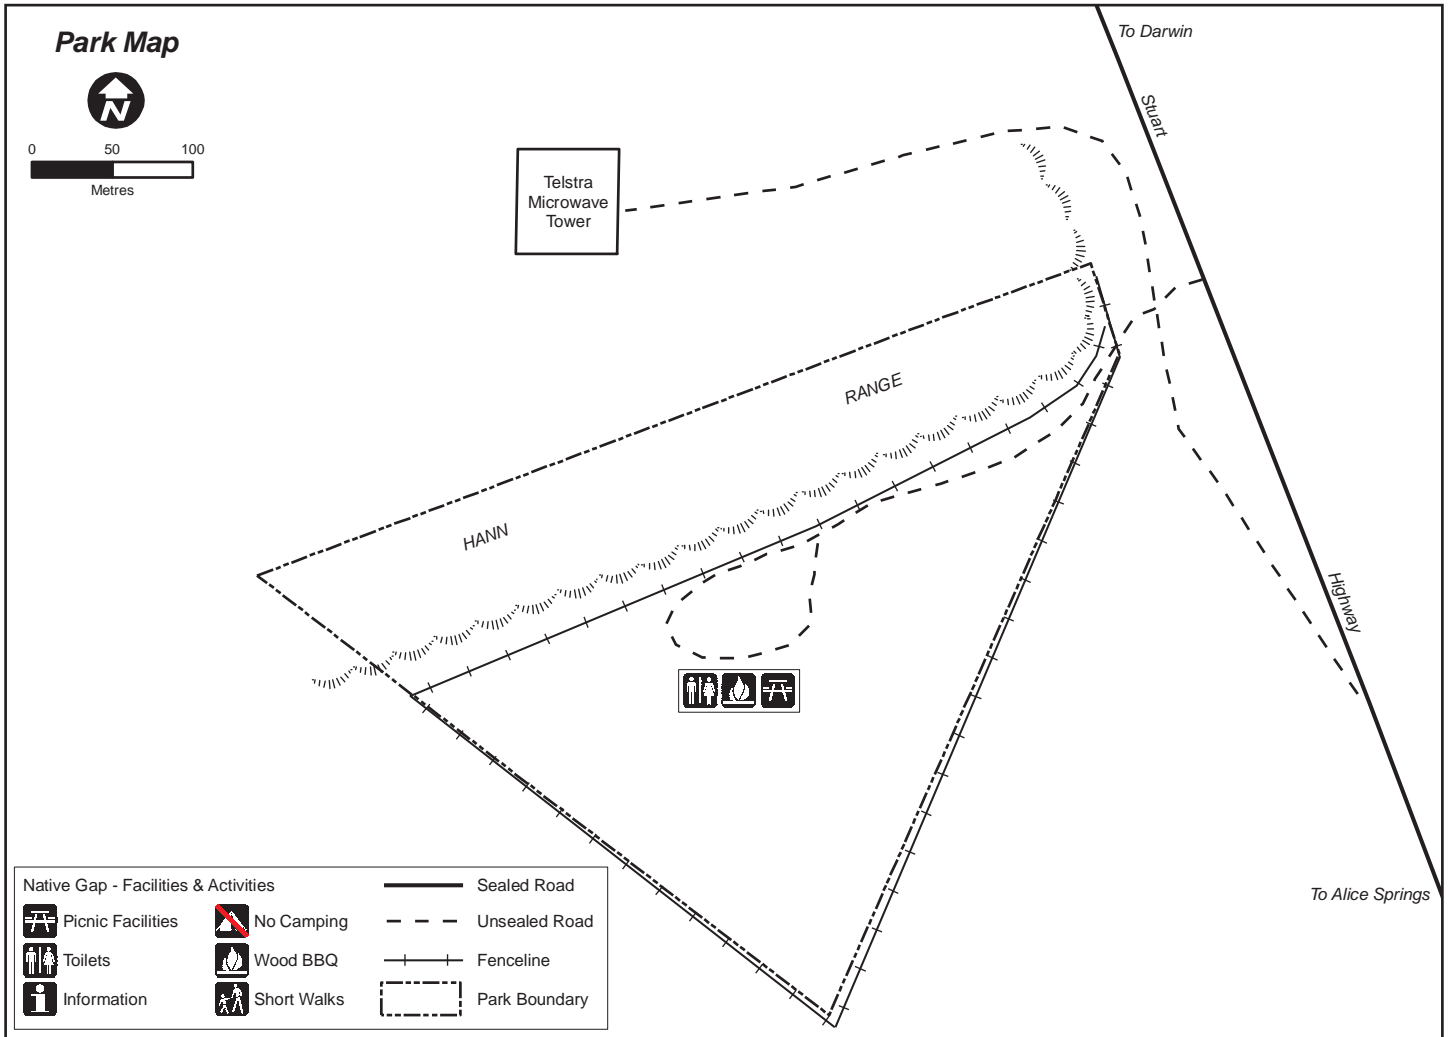 Park Map
To Darwin
N
Stuart
0 50 100
Metres
Telstra
Microwave
Tower
RANGE
HANN
Highway
Native Gap - Facilities & Activities
Sealed Road
To Alice Springs
Picnic Facilities
No Camping
Unsealed Road
Toilets
Wood BBQ
Fenceline
i
Information
Short Walks
Park Boundary